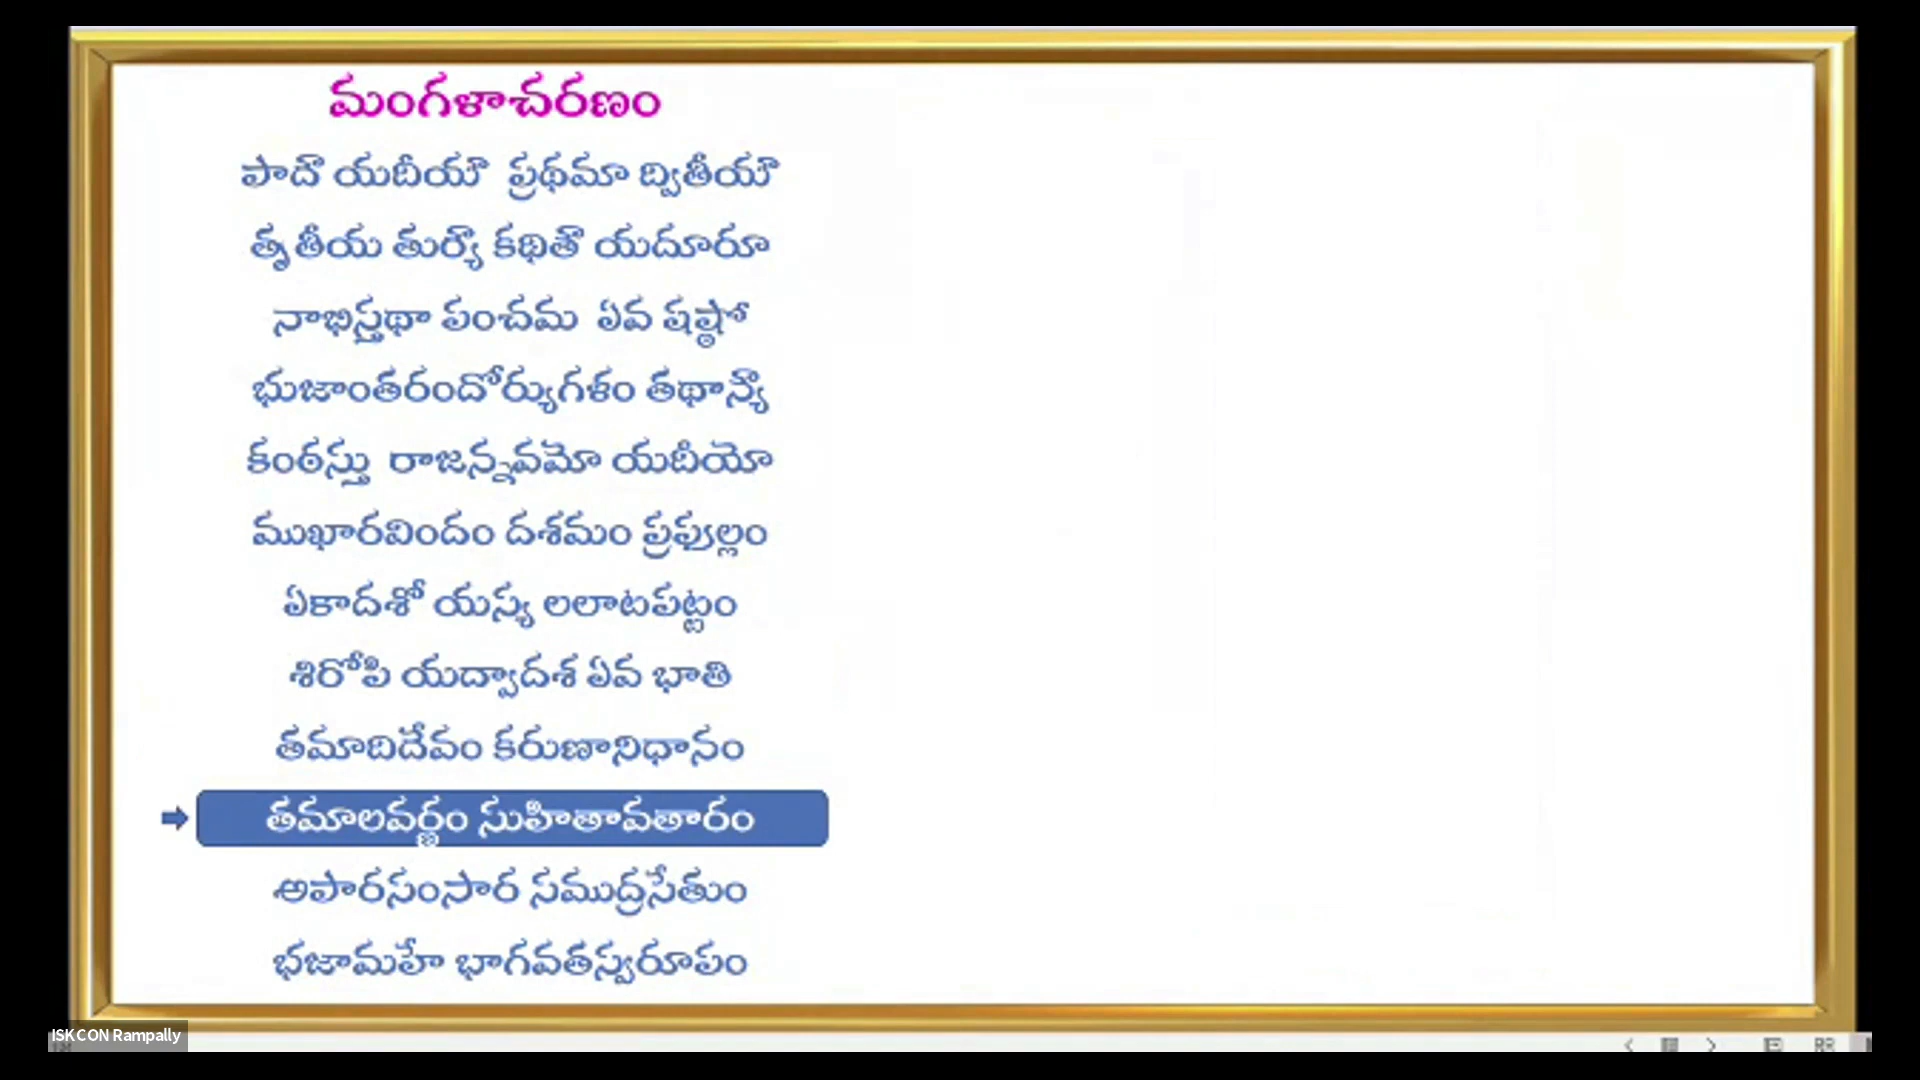 మంగళాచరణం
పాదౌ యదీయౌ ప్రథమా ద్వితీయౌ
తృతీయ తుర్యౌ కథితౌ యదూరూ
నాభిస్తథా పంచమ ఏవ షష్ఠో
భుజాంతరందోర్యుగళం తథాన్యౌ
కంఠస్తు రాజన్నవమో యదీయో
ముఖారవిందం దశమం ప్రఫుల్లం
ఏకాదశో యస్య లలాటపట్టం
శిరోపి యద్వాదశ ఏవ భాతి
తమాదిదేవం కరుణానిధానం
తమాలవర్ణం సుహితావతారం
అపారసంసార సముద్రసేతుం
భజామహే భాగవతస్వరూపం
ISKCON Rampally